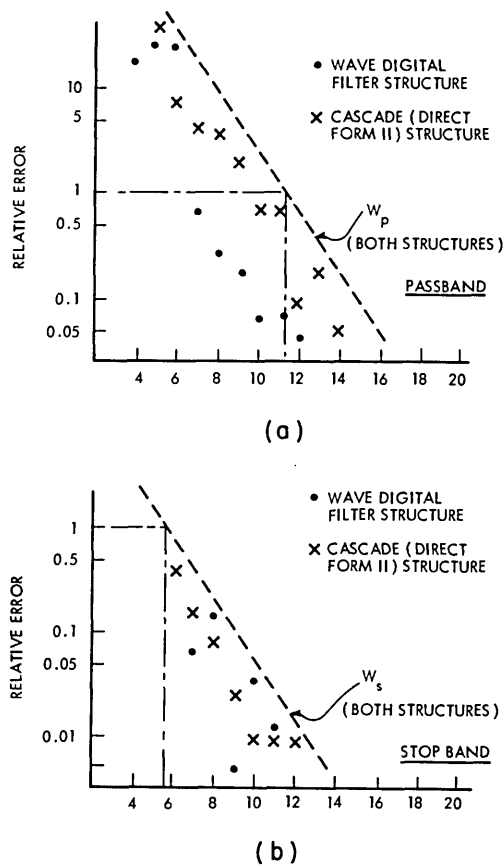 10
5
1
0.5
0.1
0.05
RELATIVE ERROR
● WAVE DIGITAL
FILTER STRUCTURE
× CASCADE (DIRECT
FORM II) STRUCTURE
Wp
(BOTH STRUCTURES)
PASSBAND
4 6 8 10 12 14 16 18 20
(a)
1
0.5
0.1
0.05
0.01
RELATIVE ERROR
● WAVE DIGITAL
FILTER STRUCTURE
× CASCADE (DIRECT
FORM II) STRUCTURE
Ws
(BOTH STRUCTURES)
STOP BAND
4 6 8 10 12 14 16 18 20
(b)